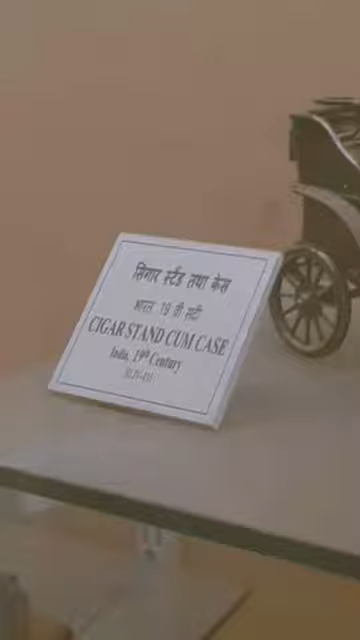 सिगार स्टैंड तथा केस
भारत 19 वी सदी
CIGAR STAND CUM CASE
India, 19th Century